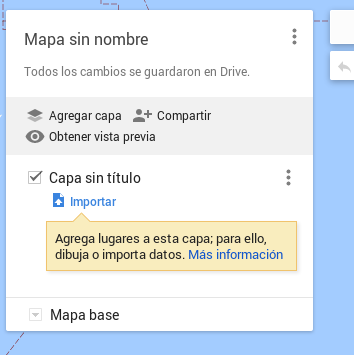 Mapa sin nombre
Todos los cambios se guardaron en Drive.
Agregar capa Compartir
Obtener vista previa
Capa sin título
Importar
Agrega lugares a esta capa; para ello,
dibuja o importa datos. Más información
Mapa base